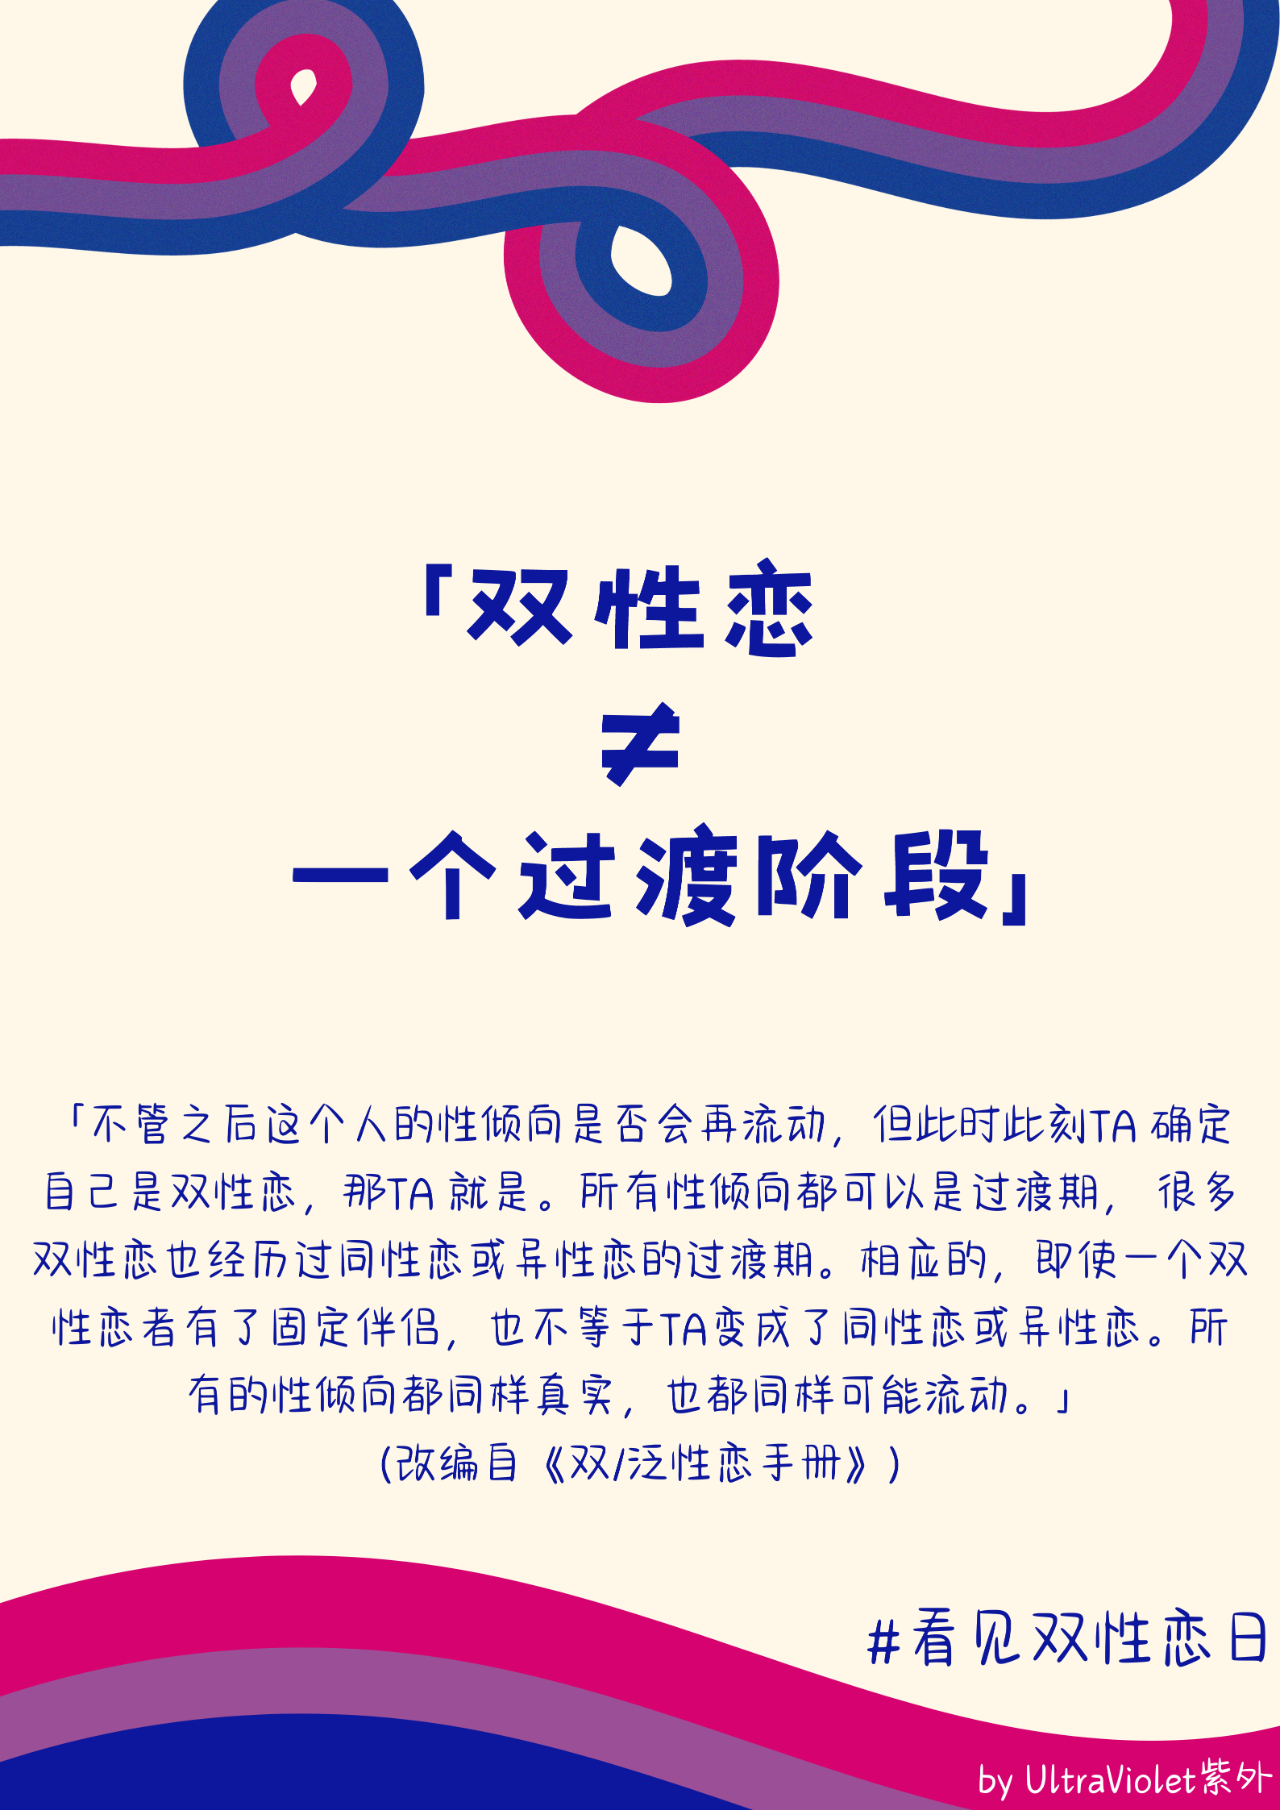 「双性恋
≠
一个过渡阶段」
「不管之后这个人的性倾向是否会再流动，但此时此刻TA 确定
自己是双性恋，那TA 就是。所有性倾向都可以是过渡期， 很多
双性恋也经历过同性恋或异性恋的过渡期。相应的，即使一个双
性恋者有了固定伴侣，也不等于TA变成了同性恋或异性恋。所
有的性倾向都同样真实，也都同样可能流动。」
(改编自《双/泛性恋手册》)
#看见双性恋日
by UltraViolet紫外